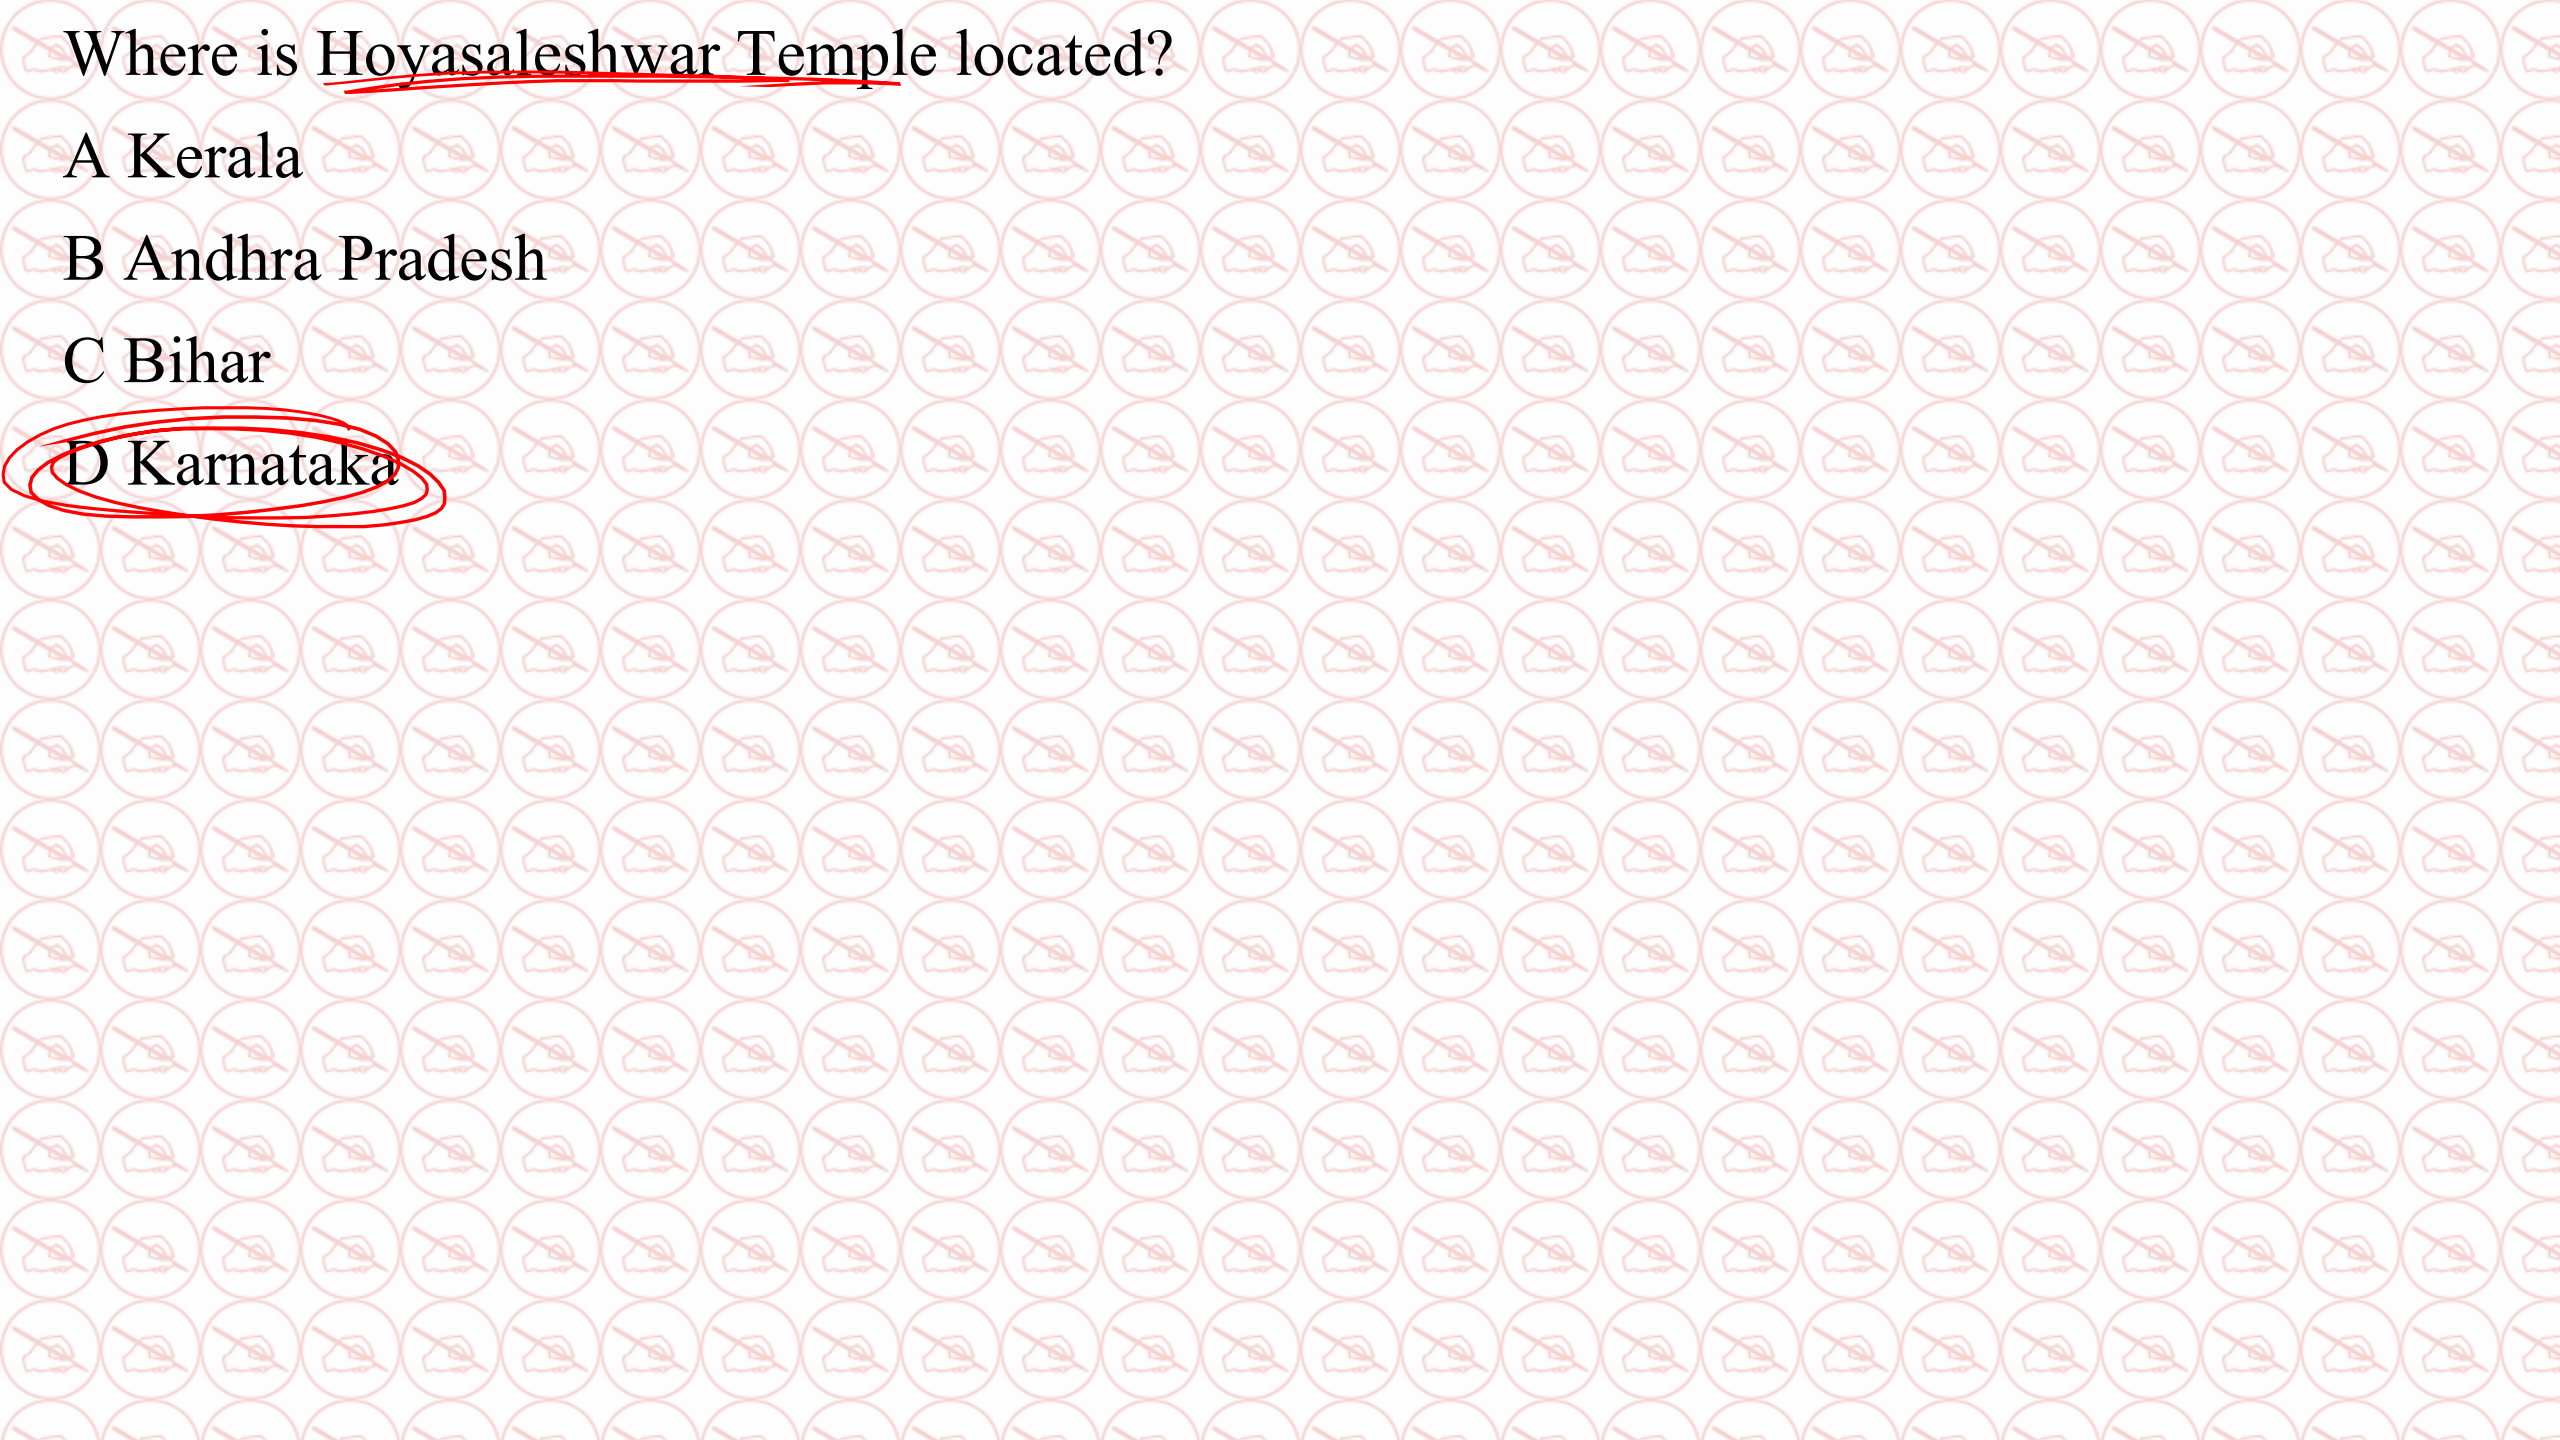 Where is Hoyasaleshwar Temple located?
A Kerala
B Andhra Pradesh
C Bihar
D Karnataka